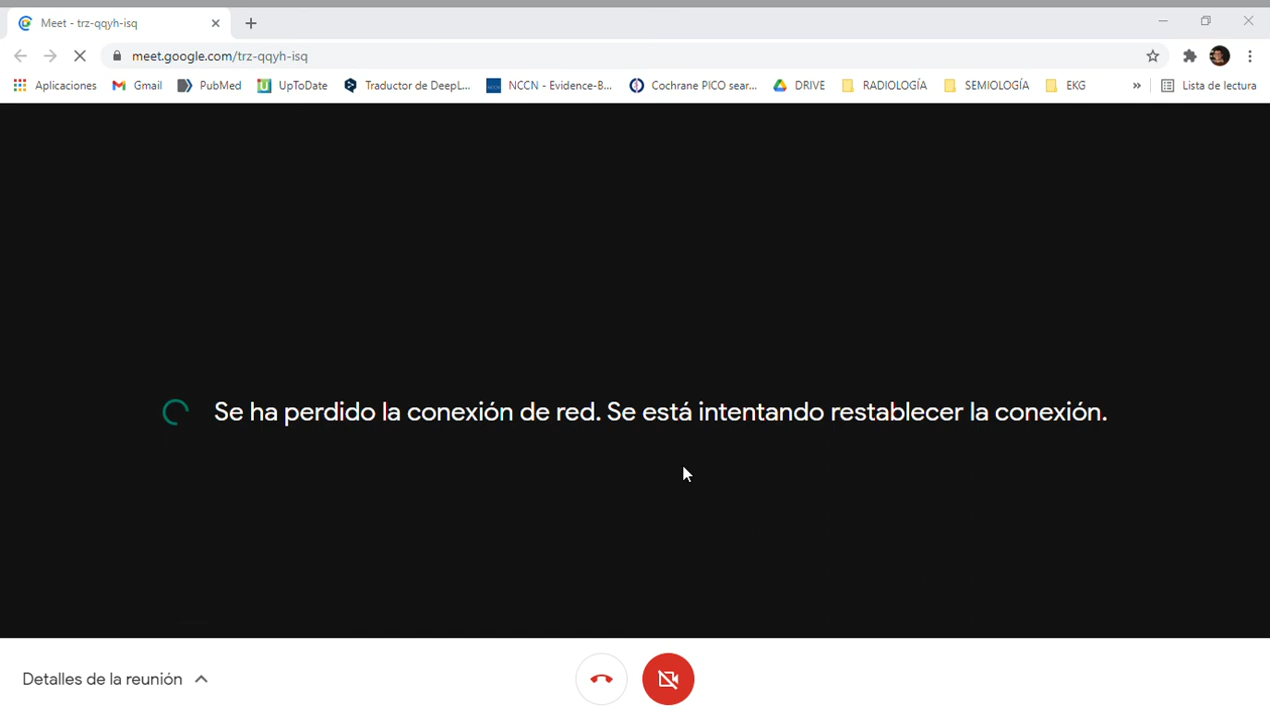 Meet - trz-qqyh-isq
meet.google.com/trz-qqyh-isq
Aplicaciones Gmail PubMed UpToDate Traductor de DeepL... NCCN - Evidence-B... Cochrane PICO sear... DRIVE RADIOLOGÍA SEMIOLOGÍA EKG » Lista de lectura
Se ha perdido la conexión de red. Se está intentando restablecer la conexión.
Detalles de la reunión